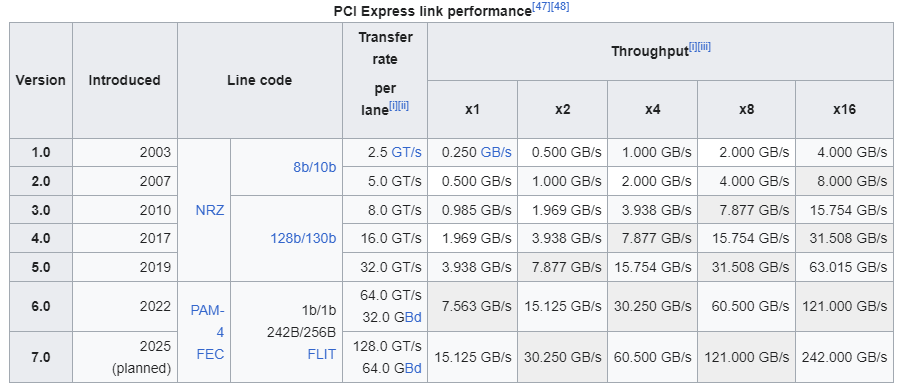 PCI Express link performance[47][48]
Version Introduced Line code Transfer rate per lane[i][ii] Throughput[i][iii]
x1 x2 x4 x8 x16
1.0 2003 NRZ 8b/10b 2.5 GT/s 0.250 GB/s 0.500 GB/s 1.000 GB/s 2.000 GB/s 4.000 GB/s
2.0 2007 5.0 GT/s 0.500 GB/s 1.000 GB/s 2.000 GB/s 4.000 GB/s 8.000 GB/s
3.0 2010 128b/130b 8.0 GT/s 0.985 GB/s 1.969 GB/s 3.938 GB/s 7.877 GB/s 15.754 GB/s
4.0 2017 16.0 GT/s 1.969 GB/s 3.938 GB/s 7.877 GB/s 15.754 GB/s 31.508 GB/s
5.0 2019 32.0 GT/s 3.938 GB/s 7.877 GB/s 15.754 GB/s 31.508 GB/s 63.015 GB/s
6.0 2022 PAM-4 FEC 1b/1b 242B/256B FLIT 64.0 GT/s 32.0 GBd 7.563 GB/s 15.125 GB/s 30.250 GB/s 60.500 GB/s 121.000 GB/s
7.0 2025 (planned) 128.0 GT/s 64.0 GBd 15.125 GB/s 30.250 GB/s 60.500 GB/s 121.000 GB/s 242.000 GB/s